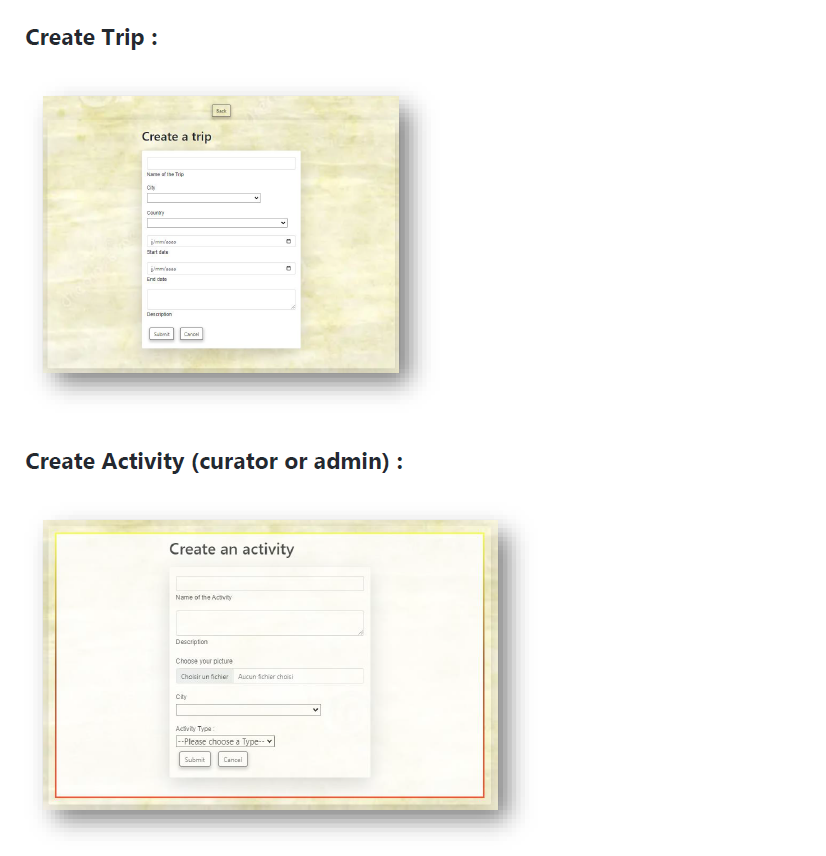 Create Trip :
Back
Create a trip
Name of the Trip
City
Country
jj/mm/aaaa
Start date
jj/mm/aaaa
End date
Description
Submit Cancel
Create Activity (curator or admin) :
Create an activity
Name of the Activity
Description
Choose your picture
Choisir un fichier Aucun fichier choisi
City
Activity Type :
--Please choose a Type--
Submit Cancel